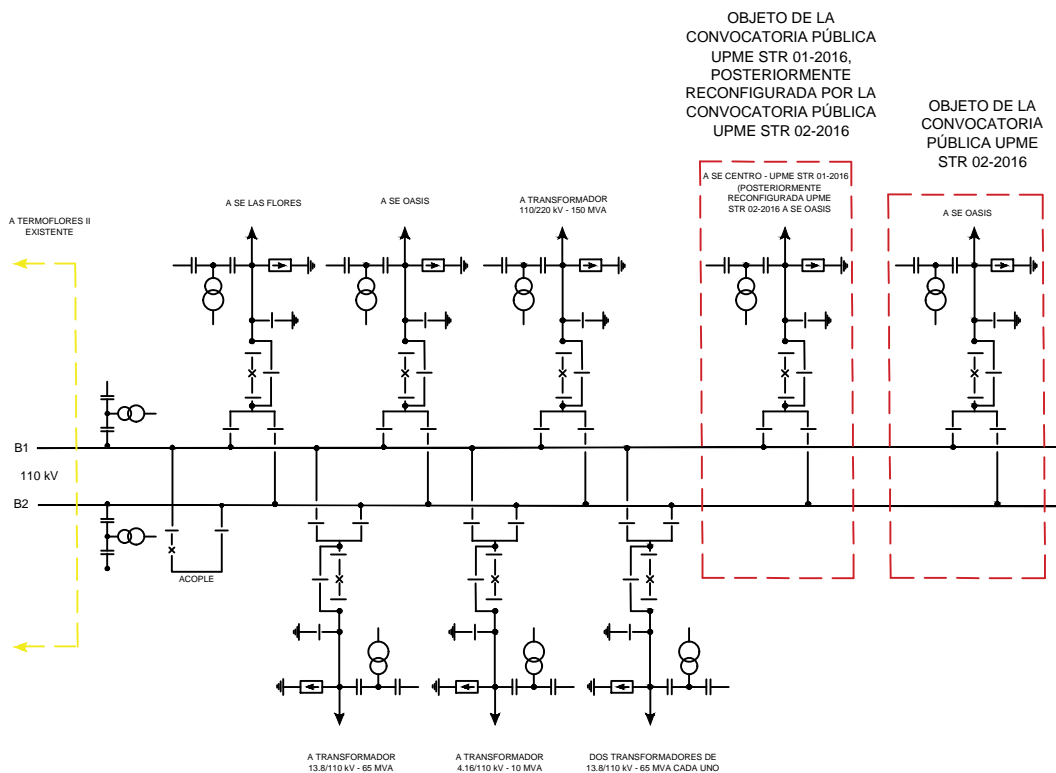 OBJETO DE LA
CONVOCATORIA PÚBLICA
UPME STR 01-2016,
POSTERIORMENTE
RECONFIGURADA POR LA
CONVOCATORIA PÚBLICA
UPME STR 02-2016
OBJETO DE LA
CONVOCATORIA
PÚBLICA UPME
STR 02-2016
A TERMOFLORES II
EXISTENTE
A SE LAS FLORES
A SE OASIS
A TRANSFORMADOR
110/220 kV - 150 MVA
A SE CENTRO - UPME STR 01-2016
(POSTERIORMENTE
RECONFIGURADA UPME
STR 02-2016 A SE OASIS
A SE OASIS
B1
110 kV
B2
ACOPLE
A TRANSFORMADOR
13.8/110 kV - 65 MVA
A TRANSFORMADOR
4.16/110 kV - 10 MVA
DOS TRANSFORMADORES DE
13.8/110 kV - 65 MVA CADA UNO